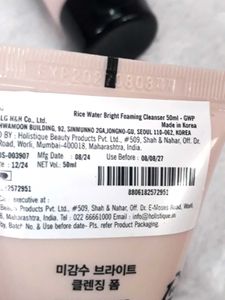 Rice Water Bright Foaming Cleanser 50ml - GWP
LG H&H Co., Ltd. Made in Korea
HWAMOON BUILDING, 92, SINMUNNO 2GA, JONGNO-GU, SEOUL 110-062, KOREA
D BY : Holistique Beauty Products Pvt. Ltd., #509, Shah & Nahar, Off. Dr.
Road, Worli, Mumbai-400018, Maharashtra, India.
IS-003907 Mfg Date : 08/24 Use Before : 08/08/27
: 12/24 NET VOL: 50ml
2572951 8806182572951
Beauty Products Pvt. Ltd., #509, Shah & Nahar, Off. Dr. E-Moses Road, Worli
Maharashtra, India, Tel : 022 66661000 Email : info@holistique.in
Batch No. & Use before date- Pls. refer Product Packaging
미감수 브라이트
클렌징 폼